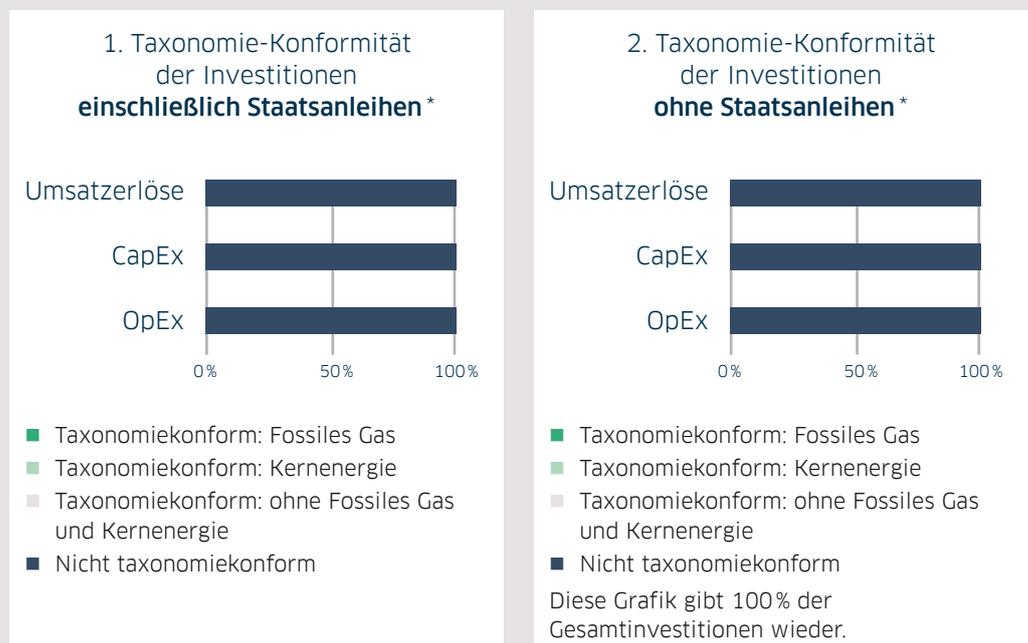 1. Taxonomie-Konformität
der Investitionen
einschließlich Staatsanleihen*
Umsatzerlöse
CapEx
OpEx
0% 50% 100%
Taxonomiekonform: Fossiles Gas
Taxonomiekonform: Kernenergie
Taxonomiekonform: ohne Fossiles Gas
und Kernenergie
Nicht taxonomiekonform
2. Taxonomie-Konformität
der Investitionen
ohne Staatsanleihen*
Umsatzerlöse
CapEx
OpEx
0% 50% 100%
Taxonomiekonform: Fossiles Gas
Taxonomiekonform: Kernenergie
Taxonomiekonform: ohne Fossiles Gas
und Kernenergie
Nicht taxonomiekonform
Diese Grafik gibt 100% der
Gesamtinvestitionen wieder.